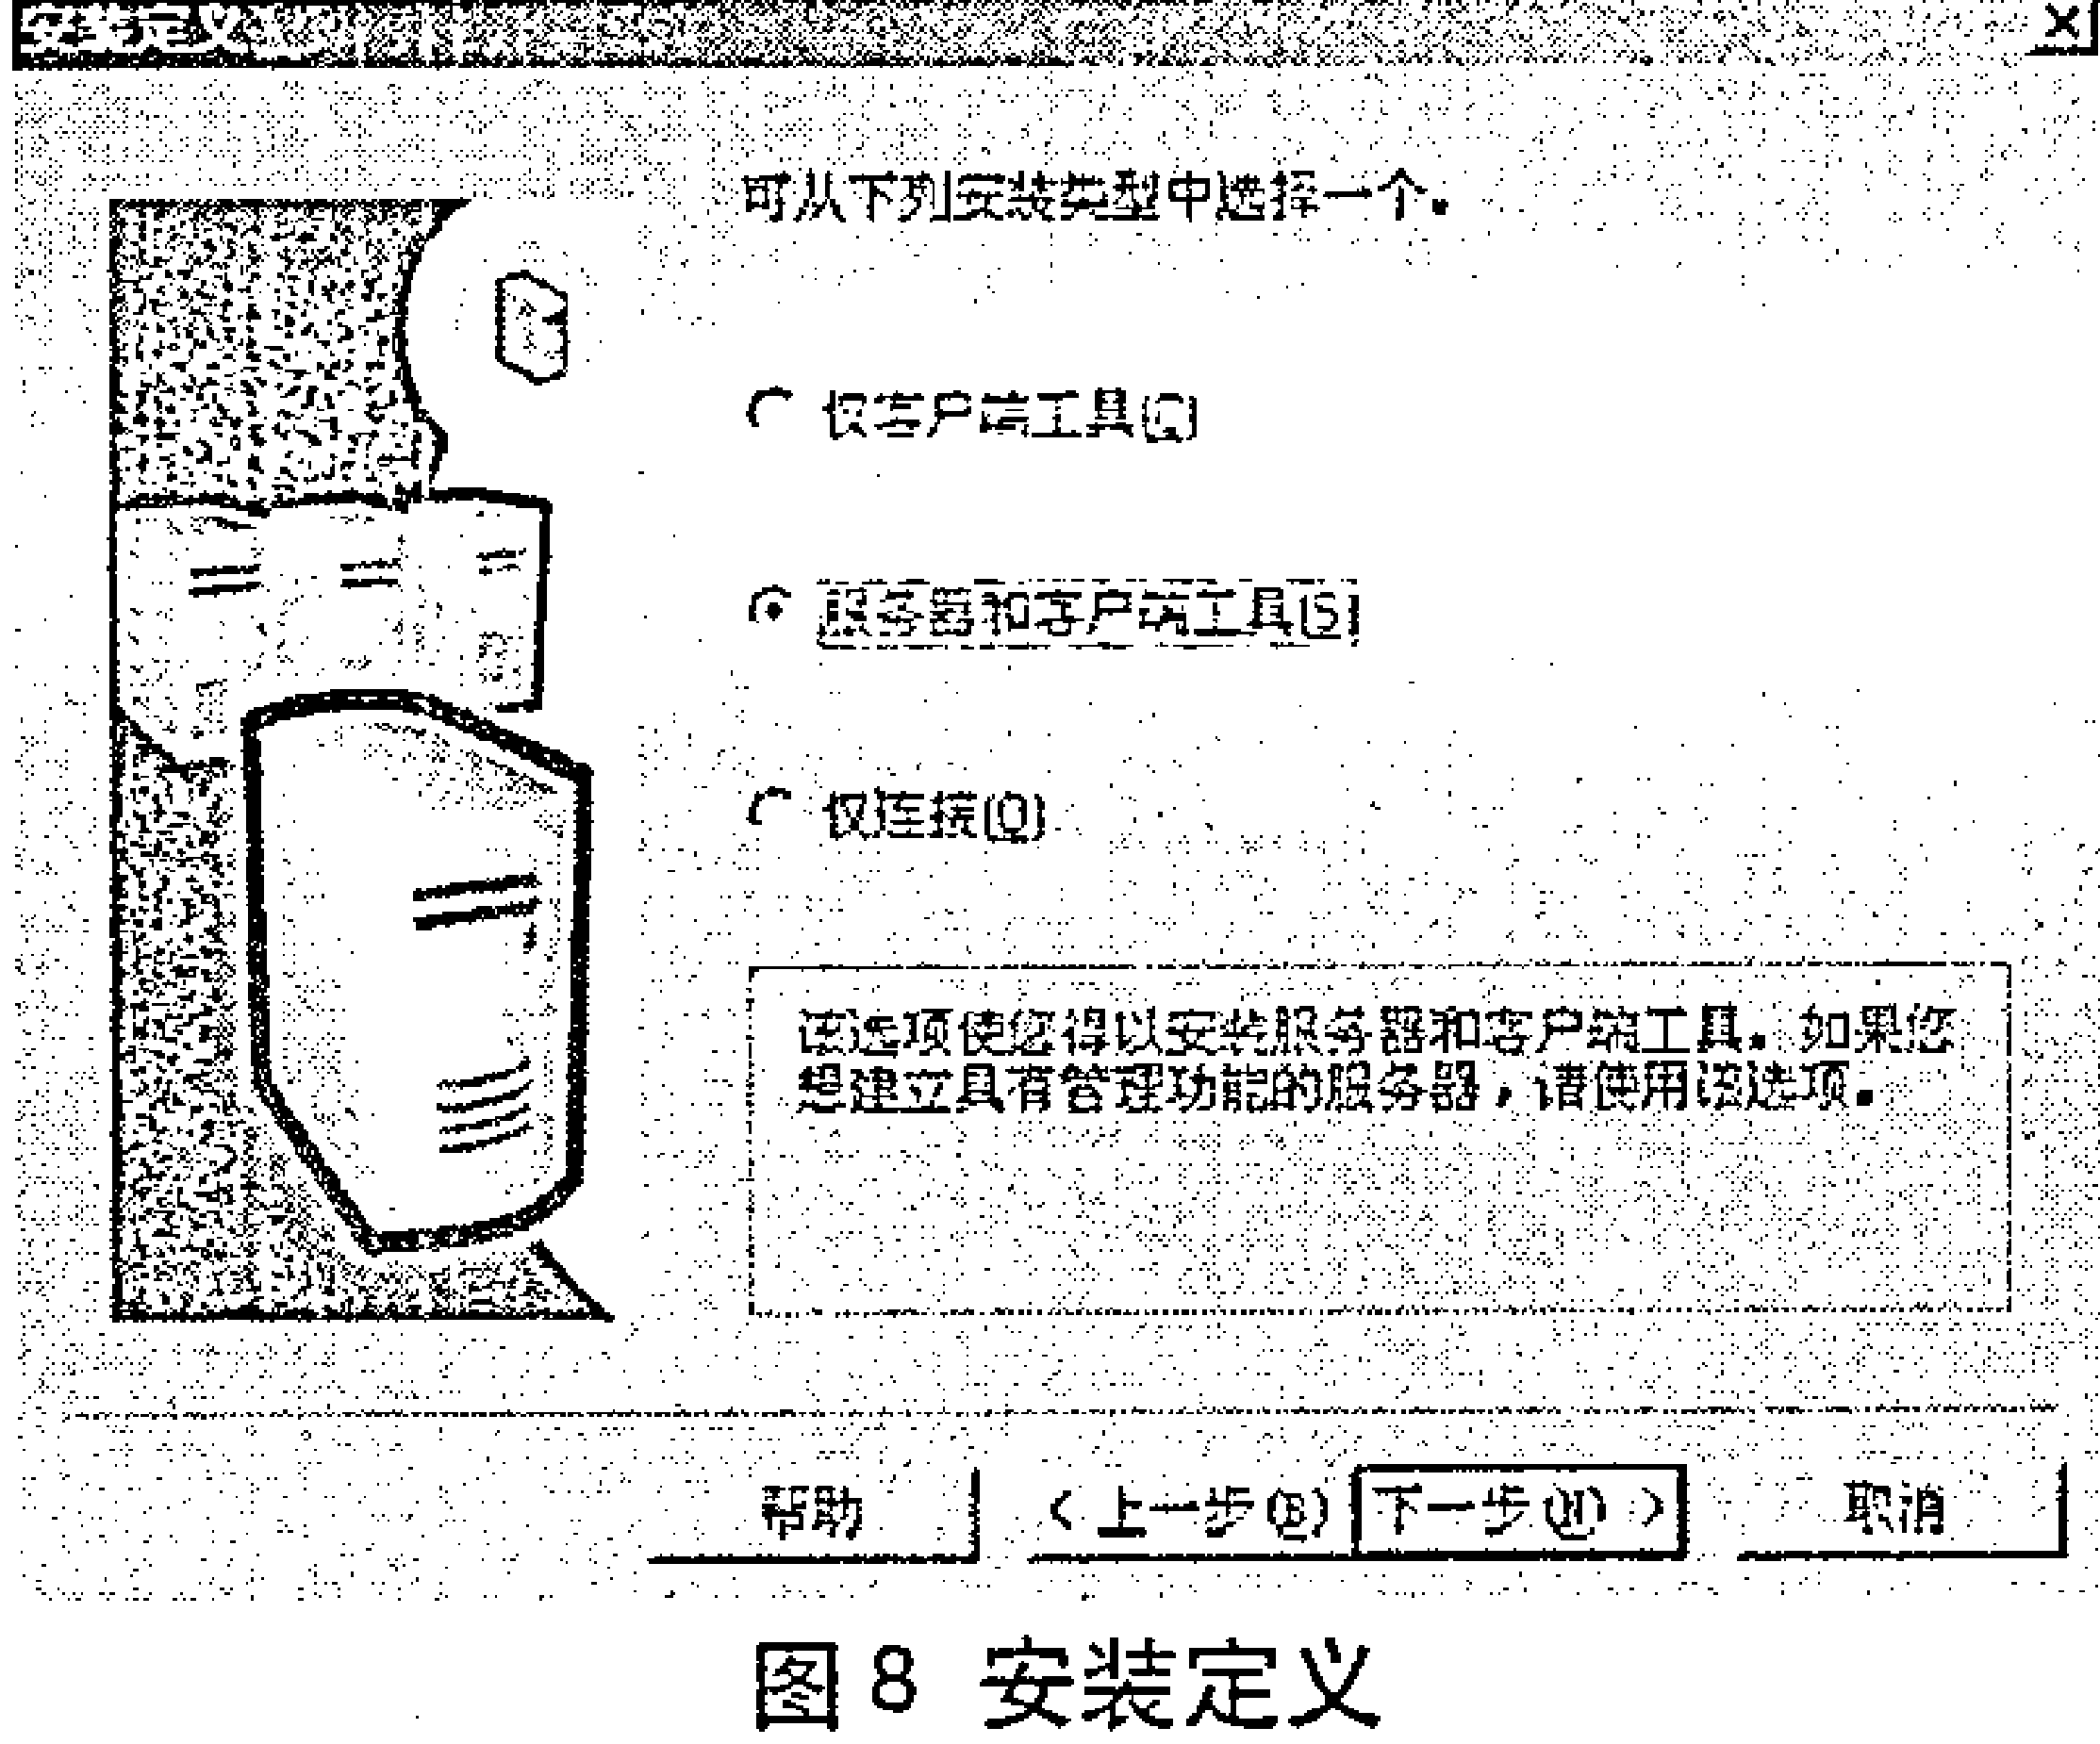 安装定义
可从下列安装类型中选择一个。
仅客户端工具(C)
服务器和客户端工具(S)
仅连接(O)
该选项使您得以安装服务器和客户端工具。如果您
想建立具有管理功能的服务器，请使用该选项。
帮助 < 上一步(B) 下一步(N) > 取消
图 8 安装定义